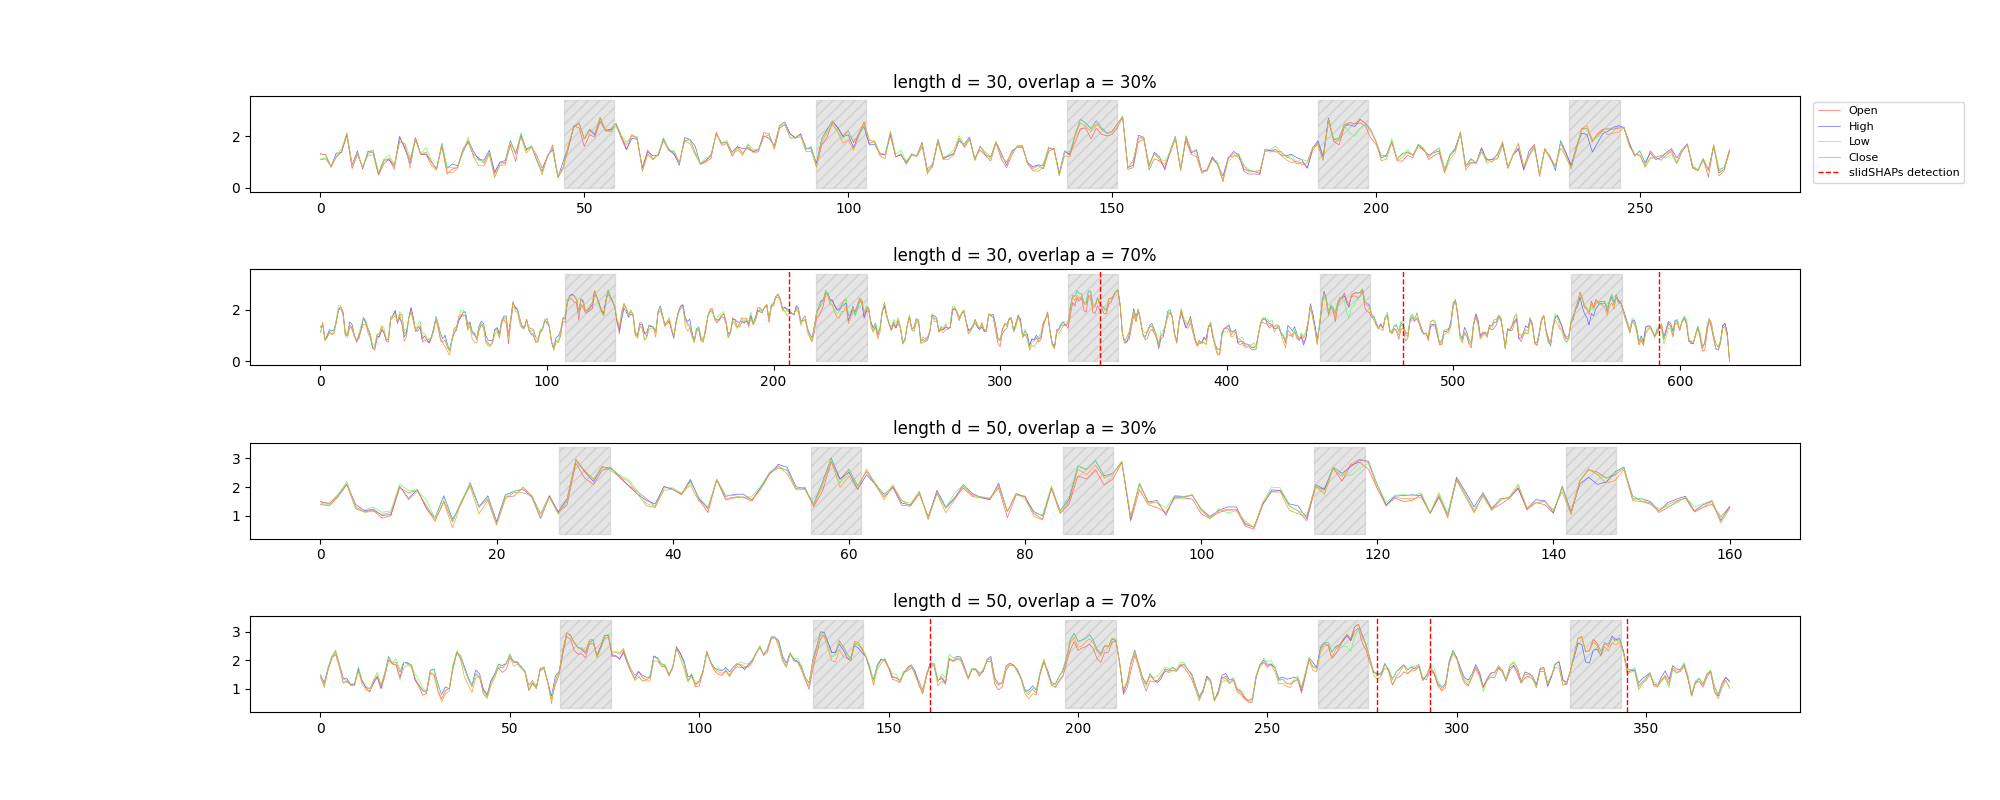 length d = 30, overlap a = 30%
2
0
0 50 100 150 200 250
Open
High
Low
Close
slidSHAPs detection
length d = 30, overlap a = 70%
2
0
0 100 200 300 400 500 600
length d = 50, overlap a = 30%
3
2
1
0 20 40 60 80 100 120 140 160
length d = 50, overlap a = 70%
3
2
1
0 50 100 150 200 250 300 350